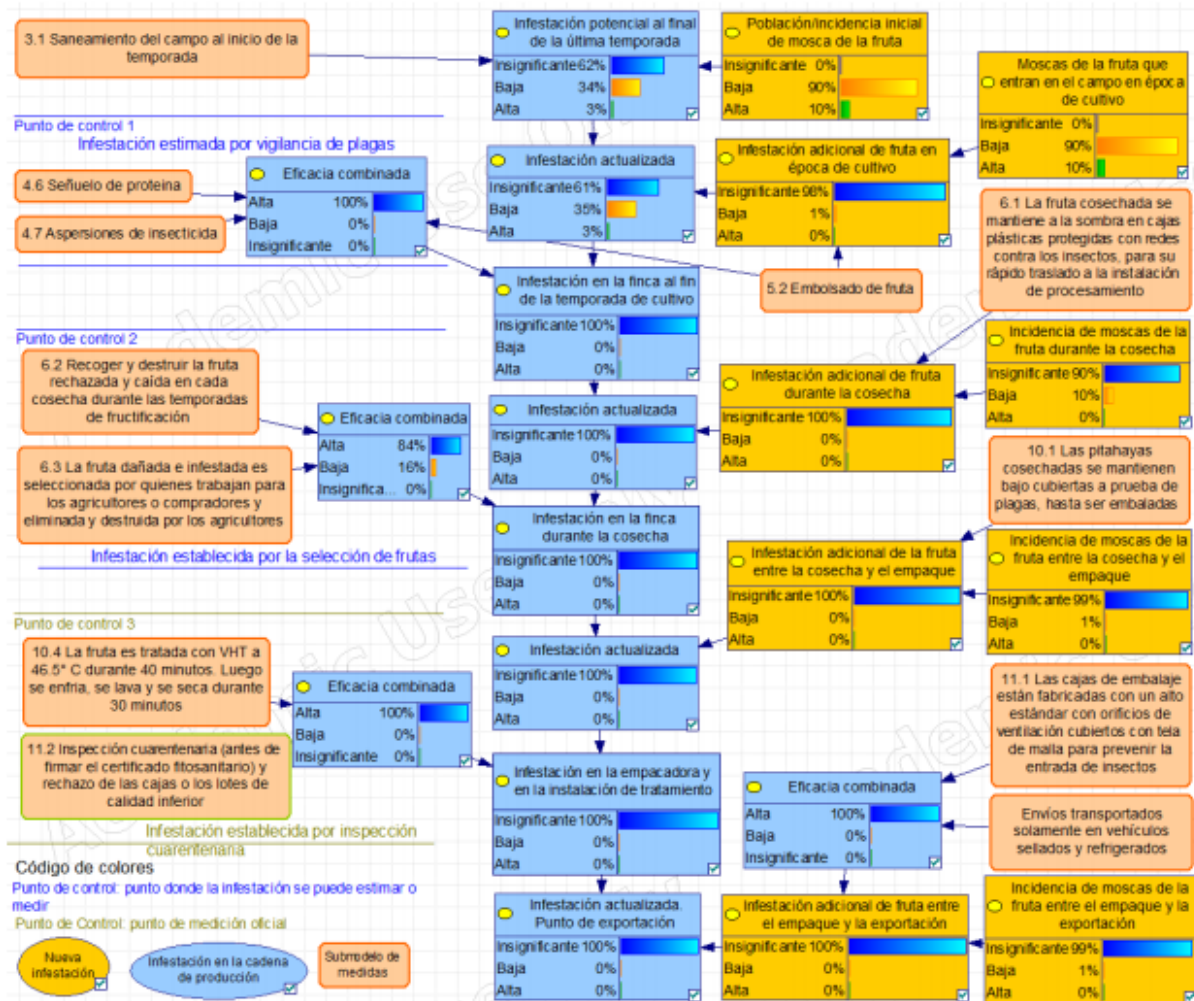 3.1 Saneamiento del campo al inicio de la
temporada
Infestación potencial al final
de la última temporada
Insignificante 62%
Baja 34%
Alta 3%
Población/incidencia inicial
de mosca de la fruta
Insignificante 0%
Baja 90%
Alta 10%
Moscas de la fruta que
entran en el campo en época
de cultivo
Insignificante 0%
Baja 90%
Alta 10%
Punto de control 1
Infestación estimada por vigilancia de plagas
4.6 Señuelo de proteina
4.7 Aspersiones de insecticida
Eficacia combinada
Alta 100%
Baja 0%
Insignificante 0%
Infestación actualizada
Insignificante 61%
Baja 35%
Alta 3%
Infestación adicional de fruta en
época de cultivo
Insignificante 98%
Baja 1%
Alta 0%
6.1 La fruta cosechada se
mantiene a la sombra en cajas
plásticas protegidas con redes
contra los insectos, para su
rápido traslado a la instalación
de procesamiento
Infestación en la finca al fin
de la temporada de cultivo
Insignificante 100%
Baja 0%
Alta 0%
5.2 Embolsado de fruta
Punto de control 2
6.2 Recoger y destruir la fruta
rechazada y caída en cada
cosecha durante las temporadas
de fructificación
6.3 La fruta dañada e infestada es
seleccionada por quienes trabajan para
los agricultores o compradores y
eliminada y destruida por los agricultores
Eficacia combinada
Alta 84%
Baja 16%
Insignifica... 0%
Infestación actualizada
Insignificante 100%
Baja 0%
Alta 0%
Infestación adicional de fruta
durante la cosecha
Insignificante 100%
Baja 0%
Alta 0%
Incidencia de moscas de la
fruta durante la cosecha
Insignificante 90%
Baja 10%
Alta 0%
10.1 Las pitahayas
cosechadas se mantienen
bajo cubiertas a prueba de
plagas, hasta ser embaladas
Infestación establecida por la selección de frutas
Infestación en la finca
durante la cosecha
Insignificante 100%
Baja 0%
Alta 0%
Infestación adicional de la fruta
entre la cosecha y el empaque
Insignificante 100%
Baja 0%
Alta 0%
Incidencia de moscas de la
fruta entre la cosecha y el
empaque
Insignificante 99%
Baja 1%
Alta 0%
Punto de control 3
10.4 La fruta es tratada con VHT a
46.5° C durante 40 minutos. Luego
se enfria, se lava y se seca durante
30 minutos
11.2 Inspección cuarentenaria (antes de
firmar el certificado fitosanitario) y
rechazo de las cajas o los lotes de
calidad inferior
Eficacia combinada
Alta 100%
Baja 0%
Insignificante 0%
Infestación actualizada
Insignificante 100%
Baja 0%
Alta 0%
11.1 Las cajas de embalaje
están fabricadas con un alto
estándar con orificios de
ventilación cubiertos con tela
de malla para prevenir la
entrada de insectos
Infestación en la empacadora y
en la instalación de tratamiento
Insignificante 100%
Baja 0%
Alta 0%
Eficacia combinada
Alta 100%
Baja 0%
Insignificante 0%
Envíos transportados
solamente en vehículos
sellados y refrigerados
Infestación establecida por inspección
cuarentenaria
Código de colores
Punto de control: punto donde la infestación se puede estimar o
medir
Punto de Control: punto de medición oficial
Nueva
infestación
Infestación en la cadena
de producción
Submodelo de
medidas
Infestación actualizada.
Punto de exportación
Insignificante 100%
Baja 0%
Alta 0%
Infestación adicional de fruta entre
el empaque y la exportación
Insignificante 100%
Baja 0%
Alta 0%
Incidencia de moscas de la
fruta entre el empaque y la
exportación
Insignificante 99%
Baja 1%
Alta 0%